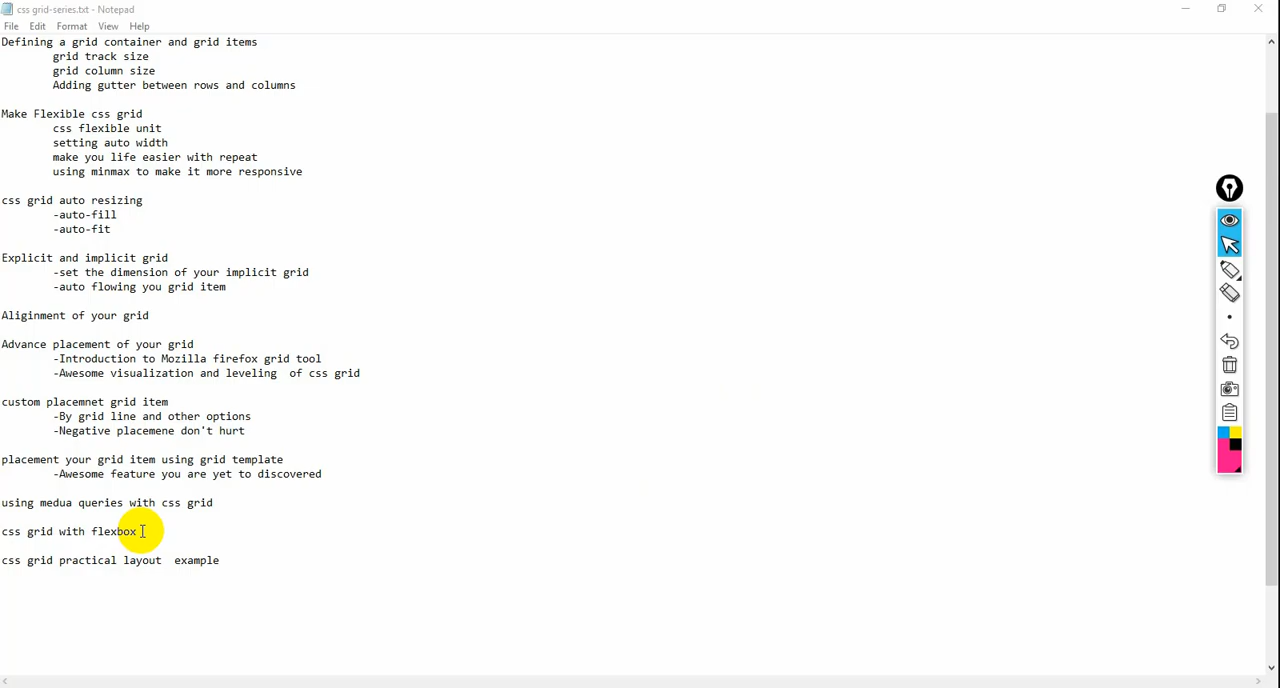 css grid-series.txt - Notepad
File Edit Format View Help
Defining a grid container and grid items
grid track size
grid column size
Adding gutter between rows and columns
Make Flexible css grid
css flexible unit
setting auto width
make you life easier with repeat
using minmax to make it more responsive
css grid auto resizing
-auto-fill
-auto-fit
Explicit and implicit grid
-set the dimension of your implicit grid
-auto flowing you grid item
Aliginment of your grid
Advance placement of your grid
-Introduction to Mozilla firefox grid tool
-Awesome visualization and leveling  of css grid
custom placemnet grid item
-By grid line and other options
-Negative placemene don't hurt
placement your grid item using grid template
-Awesome feature you are yet to discovered
using medua queries with css grid
css grid with flexbox
css grid practical layout  example